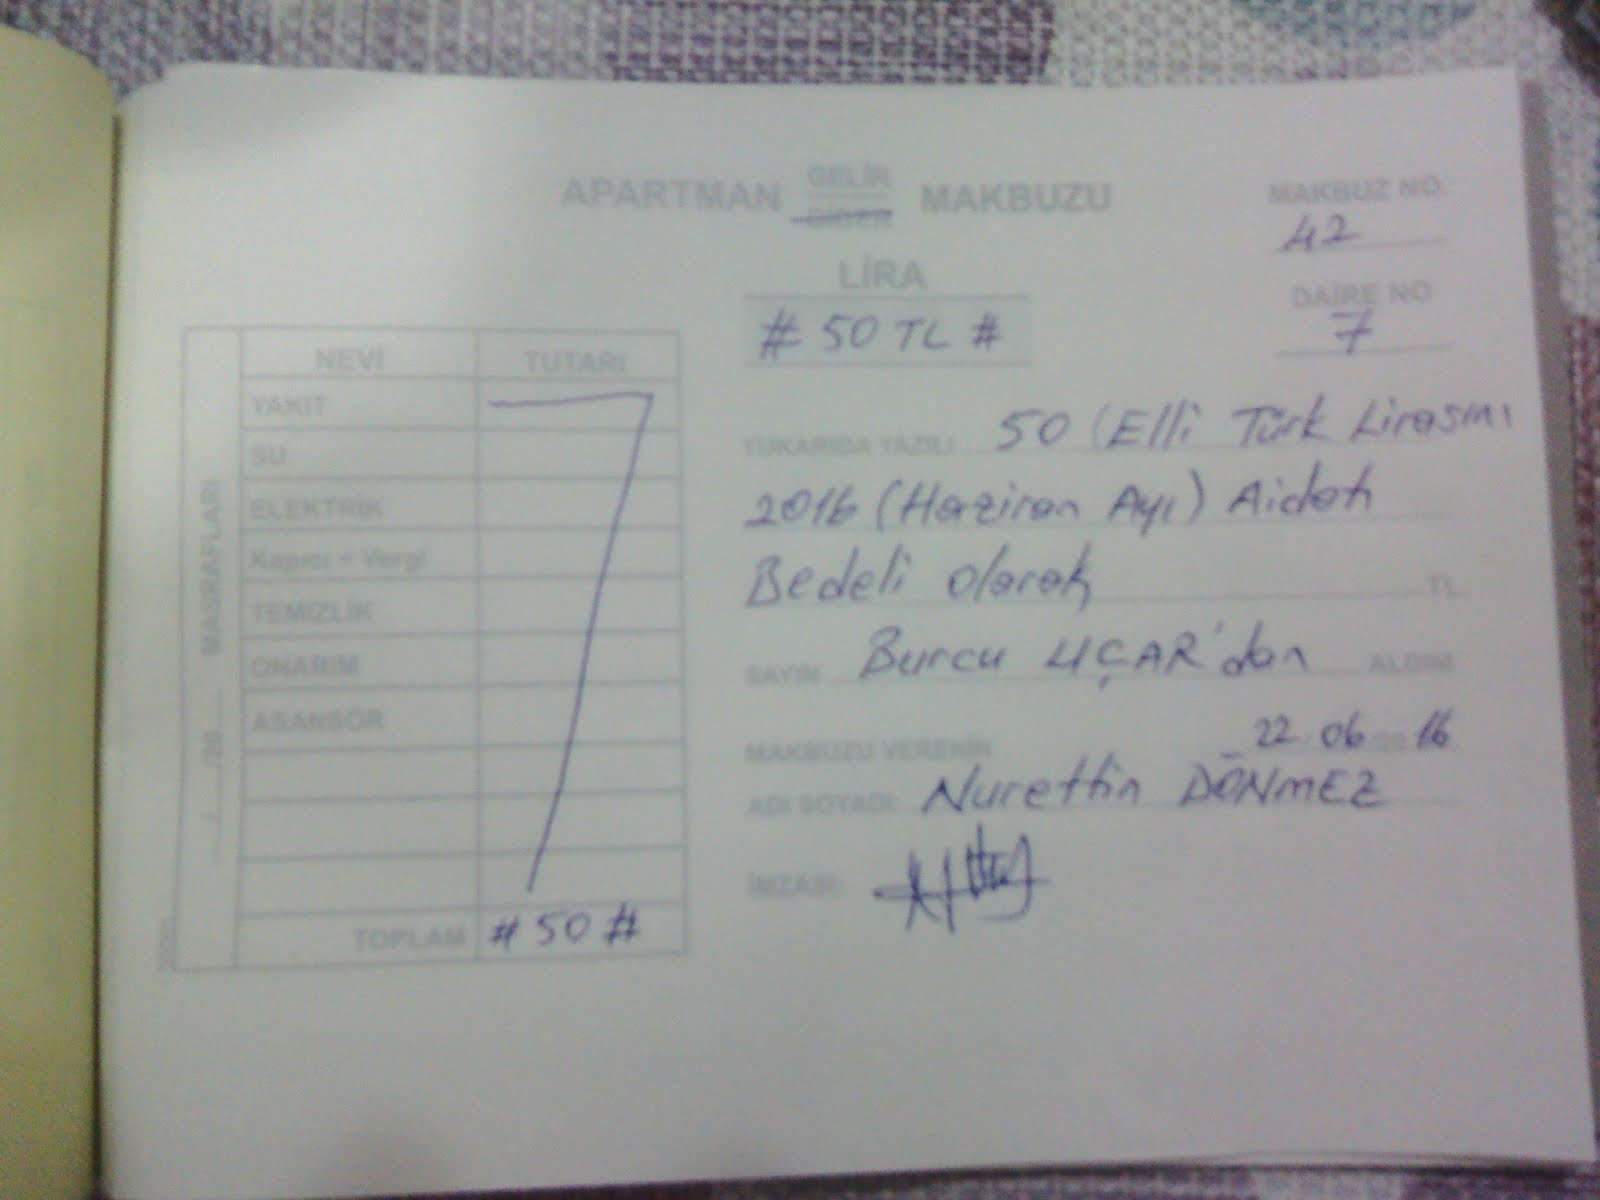 APARTMAN GELİR GİDER MAKBUZU
MAKBUZ NO.
42
LİRA
# 50 TL #
DAİRE NO
7
MASRAFLARI
/ /20
NEVİ TUTARI
YAKIT
SU
ELEKTRİK
Kapıcı + Vergi
TEMİZLİK
ONARIM
ASANSÖR
TOPLAM # 50 #
YUKARIDA YAZILI 50 (Elli Türk Lirasını
2016 (Haziran Ayı) Aidatı
Bedeli olarak TL.
SAYIN Burcu UÇAR'dan ALDIM
22 06 2016
MAKBUZU VERENİN
ADI SOYADI: Nurettin DÖNMEZ
İMZASI: